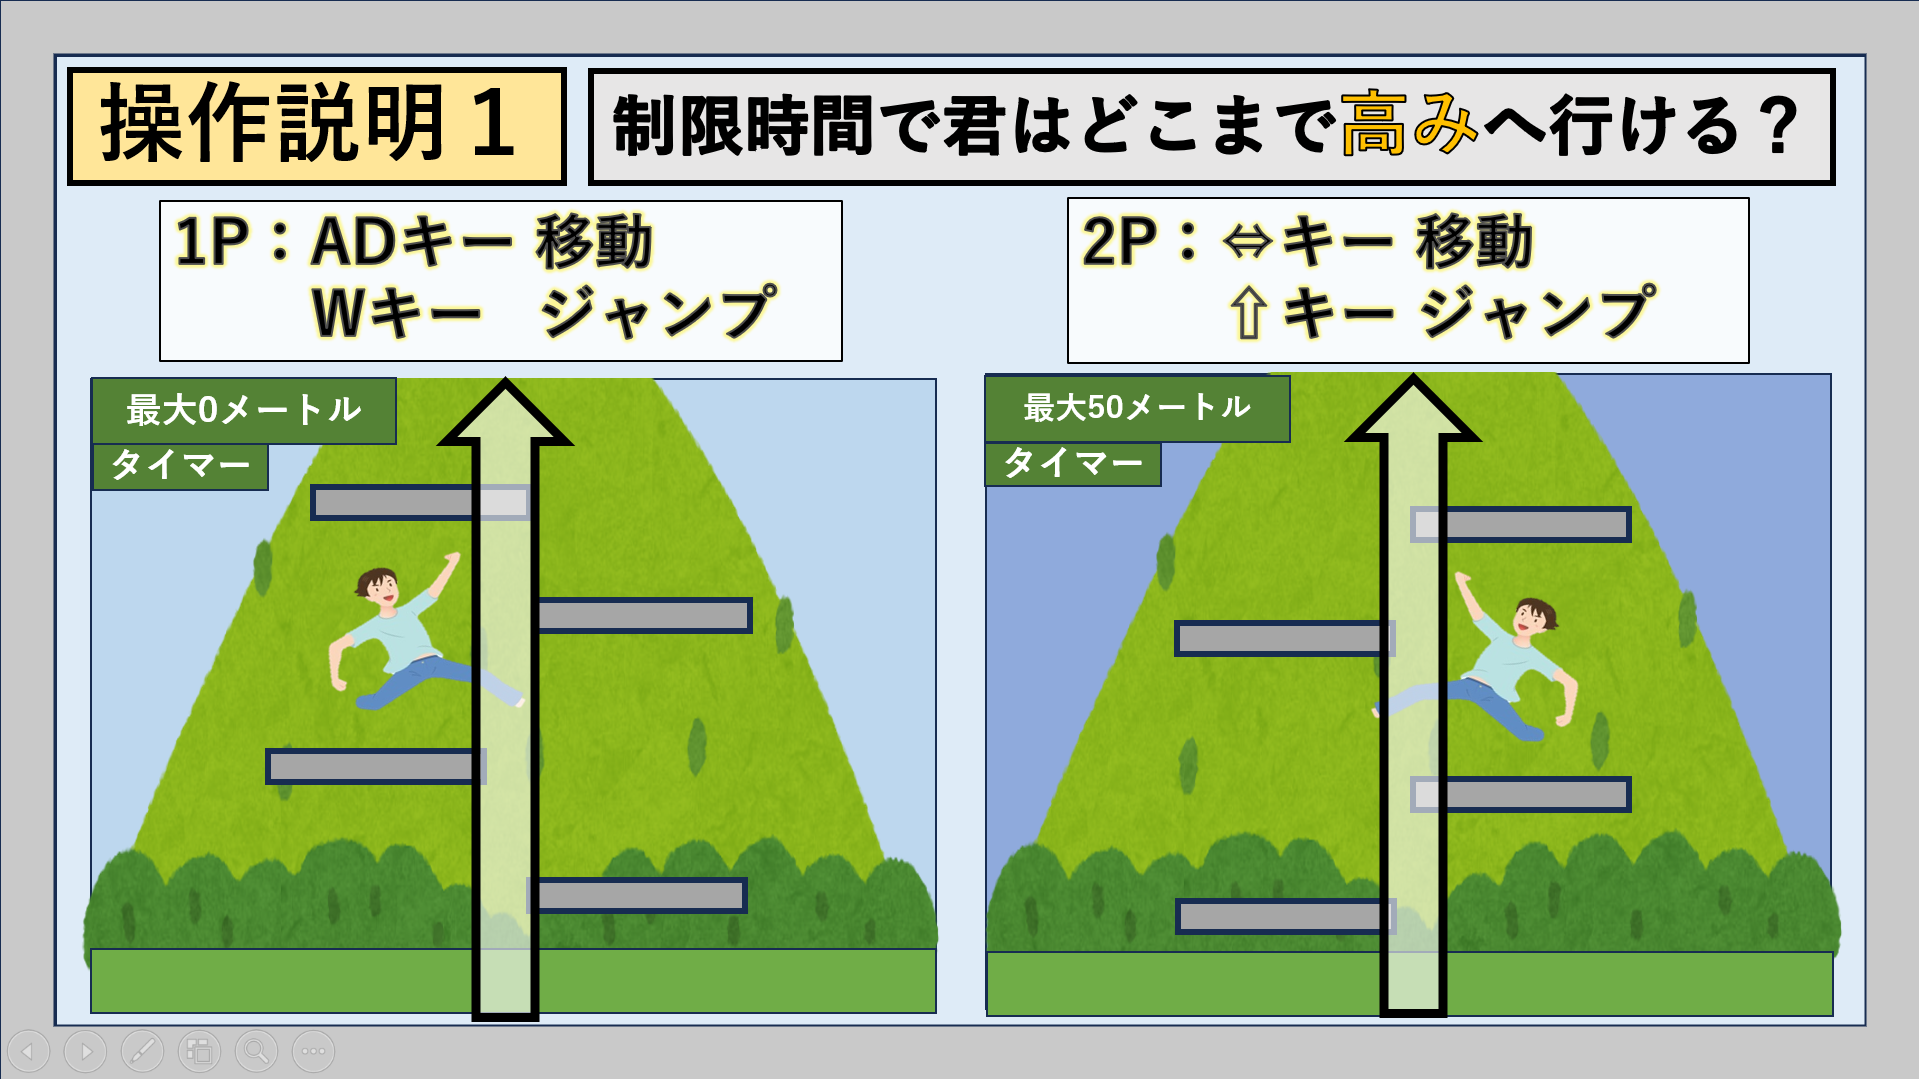 操作説明１
制限時間で君はどこまで高みへ行ける？
1P：ADキー 移動
Wキー　ジャンプ
2P：⇔キー 移動
⇧キー ジャンプ
最大0メートル
タイマー
最大50メートル
タイマー